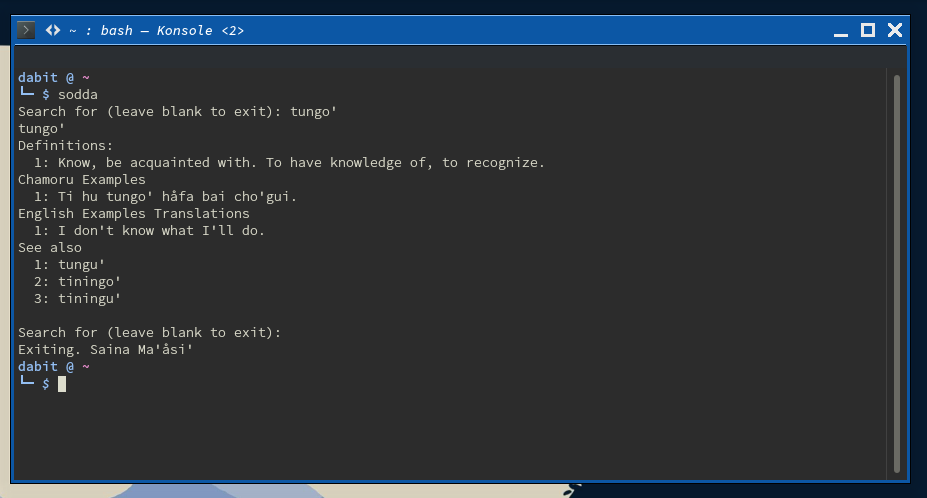 ~ : bash — Konsole <2>
dabit @ ~
└─ $ sodda
Search for (leave blank to exit): tungo'
tungo'
Definitions:
  1: Know, be acquainted with. To have knowledge of, to recognize.
Chamoru Examples
  1: Ti hu tungo' håfa bai cho'gui.
English Examples Translations
  1: I don't know what I'll do.
See also
  1: tungu'
  2: tiningo'
  3: tiningu'
Search for (leave blank to exit):
Exiting. Saina Ma'åsi'
dabit @ ~
└─ $